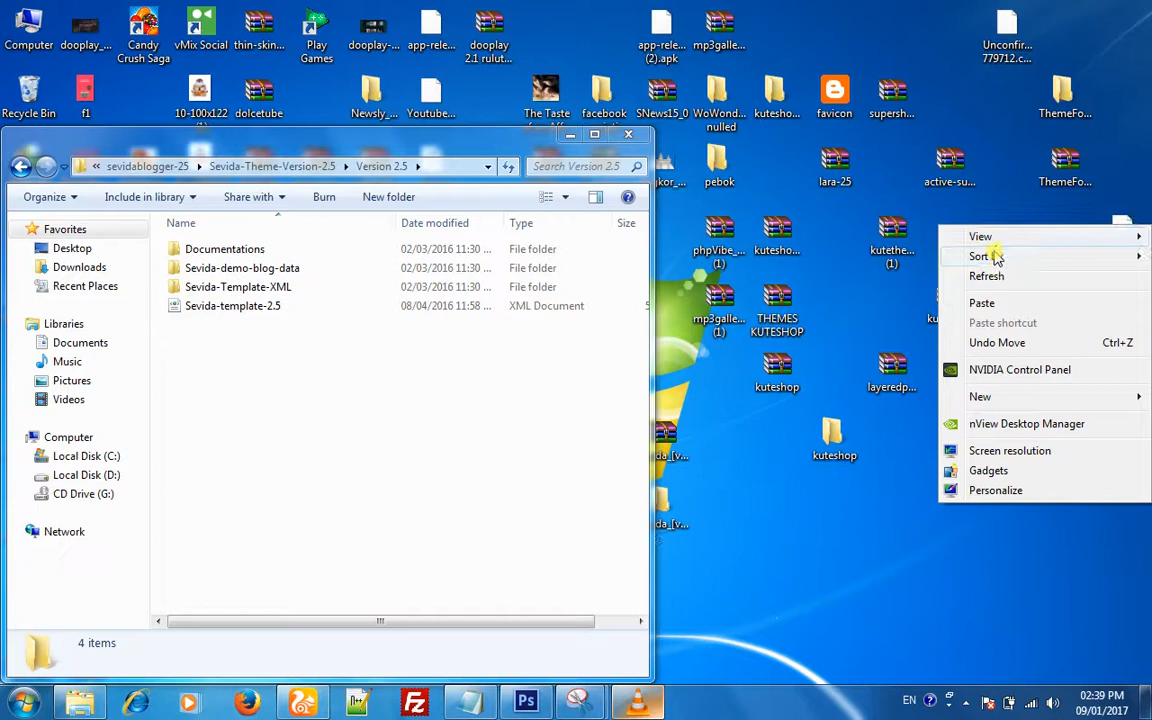 Computer
dooplay_...
Candy
Crush Saga
vMix Social
thin-skin...
Play
Games
dooplay-...
app-rele...
dooplay
2.1 rulut...
app-rele...
(2).apk
mp3galle...
Unconfir...
779712.c...
Recycle Bin
f1
10-100x122
dolcetube
Newsly_...
Youtube...
The Taste
facebook
SNews15_0
WoWond...
nulled
kutesho...
favicon
supersh...
ThemeFo...
pebok
lara-25
active-su...
ThemeFo...
sevidablogger-25
Sevida-Theme-Version-2.5
Version 2.5
Search Version 2.5
Organize
Include in library
Share with
Burn
New folder
Name
Date modified
Type
Size
Favorites
Desktop
Downloads
Recent Places
Libraries
Documents
Music
Pictures
Videos
Computer
Local Disk (C:)
Local Disk (D:)
CD Drive (G:)
Network
Documentations
02/03/2016 11:30 ...
File folder
Sevida-demo-blog-data
02/03/2016 11:30 ...
File folder
Sevida-Template-XML
02/03/2016 11:30 ...
File folder
Sevida-template-2.5
08/04/2016 11:58 ...
XML Document
4 items
phpVibe_...
(1)
kutesho...
kutethe...
(1)
mp3galle...
(1)
THEMES
KUTESHOP
kuteshop
layeredp...
kuteshop
View
Sort
Refresh
Paste
Paste shortcut
Undo Move
Ctrl+Z
NVIDIA Control Panel
New
nView Desktop Manager
Screen resolution
Gadgets
Personalize
EN
02:39 PM
09/01/2017